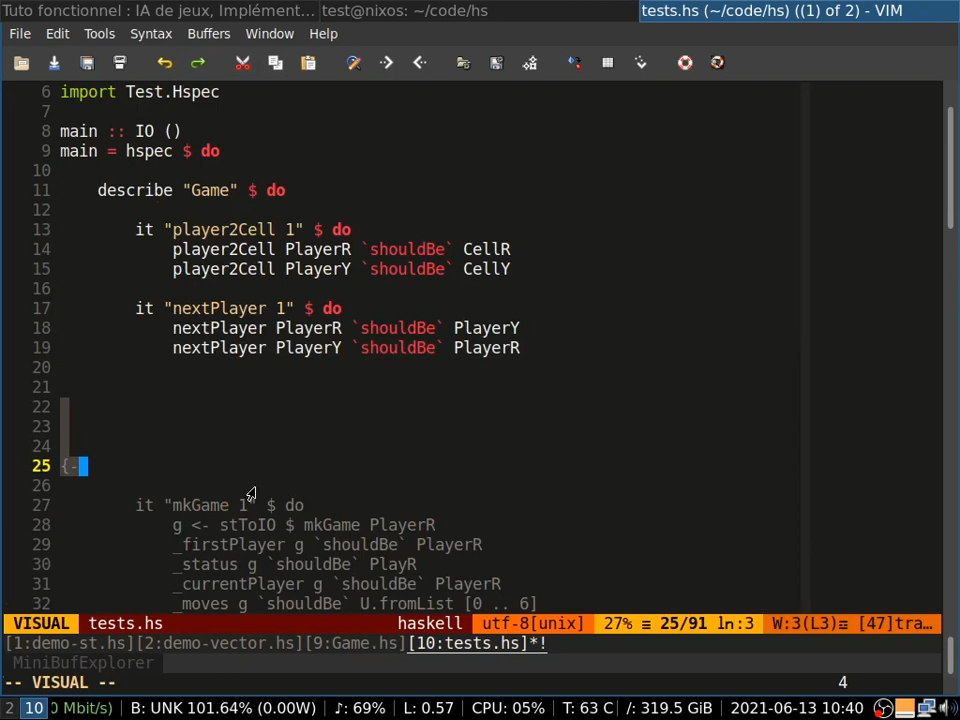 Tuto fonctionnel : IA de jeux, Implément... test@nixos: ~/code/hs tests.hs (~/code/hs) ((1) of 2) - VIM
File Edit Tools Syntax Buffers Window Help
6 import Test.Hspec
7
8 main :: IO ()
9 main = hspec $ do
10
11 describe "Game" $ do
12
13 it "player2Cell 1" $ do
14 player2Cell PlayerR `shouldBe` CellR
15 player2Cell PlayerY `shouldBe` CellY
16
17 it "nextPlayer 1" $ do
18 nextPlayer PlayerR `shouldBe` PlayerY
19 nextPlayer PlayerY `shouldBe` PlayerR
20
21
22
23
24
25 {-
26
27 it "mkGame 1" $ do
28 g <- stToIO $ mkGame PlayerR
29 _firstPlayer g `shouldBe` PlayerR
30 _status g `shouldBe` PlayR
31 _currentPlayer g `shouldBe` PlayerR
32 _moves g `shouldBe` U.fromList [0 .. 6]
VISUAL tests.hs haskell utf-8[unix] 27% ≡ 25/91 ln:3 W:3(L3)≡ [47]tra…
[1:demo-st.hs][2:demo-vector.hs][9:Game.hs][10:tests.hs]*!
MiniBufExplorer
-- VISUAL -- 4
2 10 0 Mbit/s) B: UNK 101.64% (0.00W) ♪: 69% L: 0.57 CPU: 05% T: 63 C /: 319.5 GiB 2021-06-13 10:40